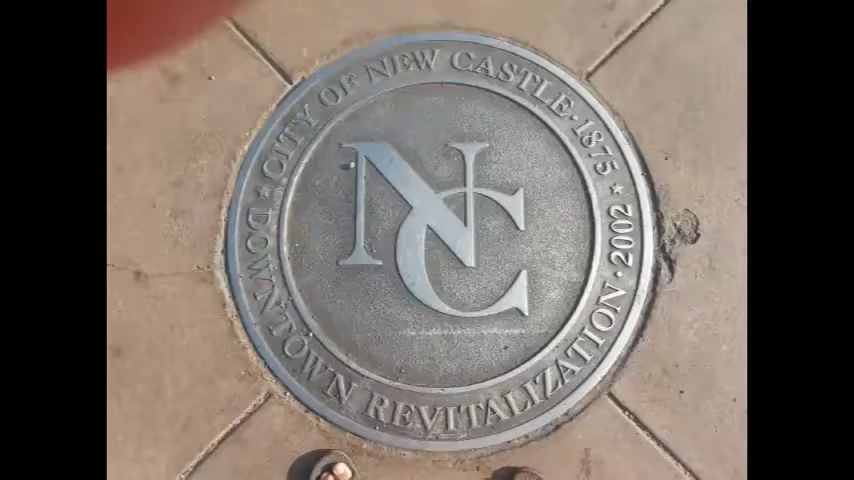 CITY OF NEW CASTLE · 1875
DOWNTOWN REVITALIZATION · 2002
NC